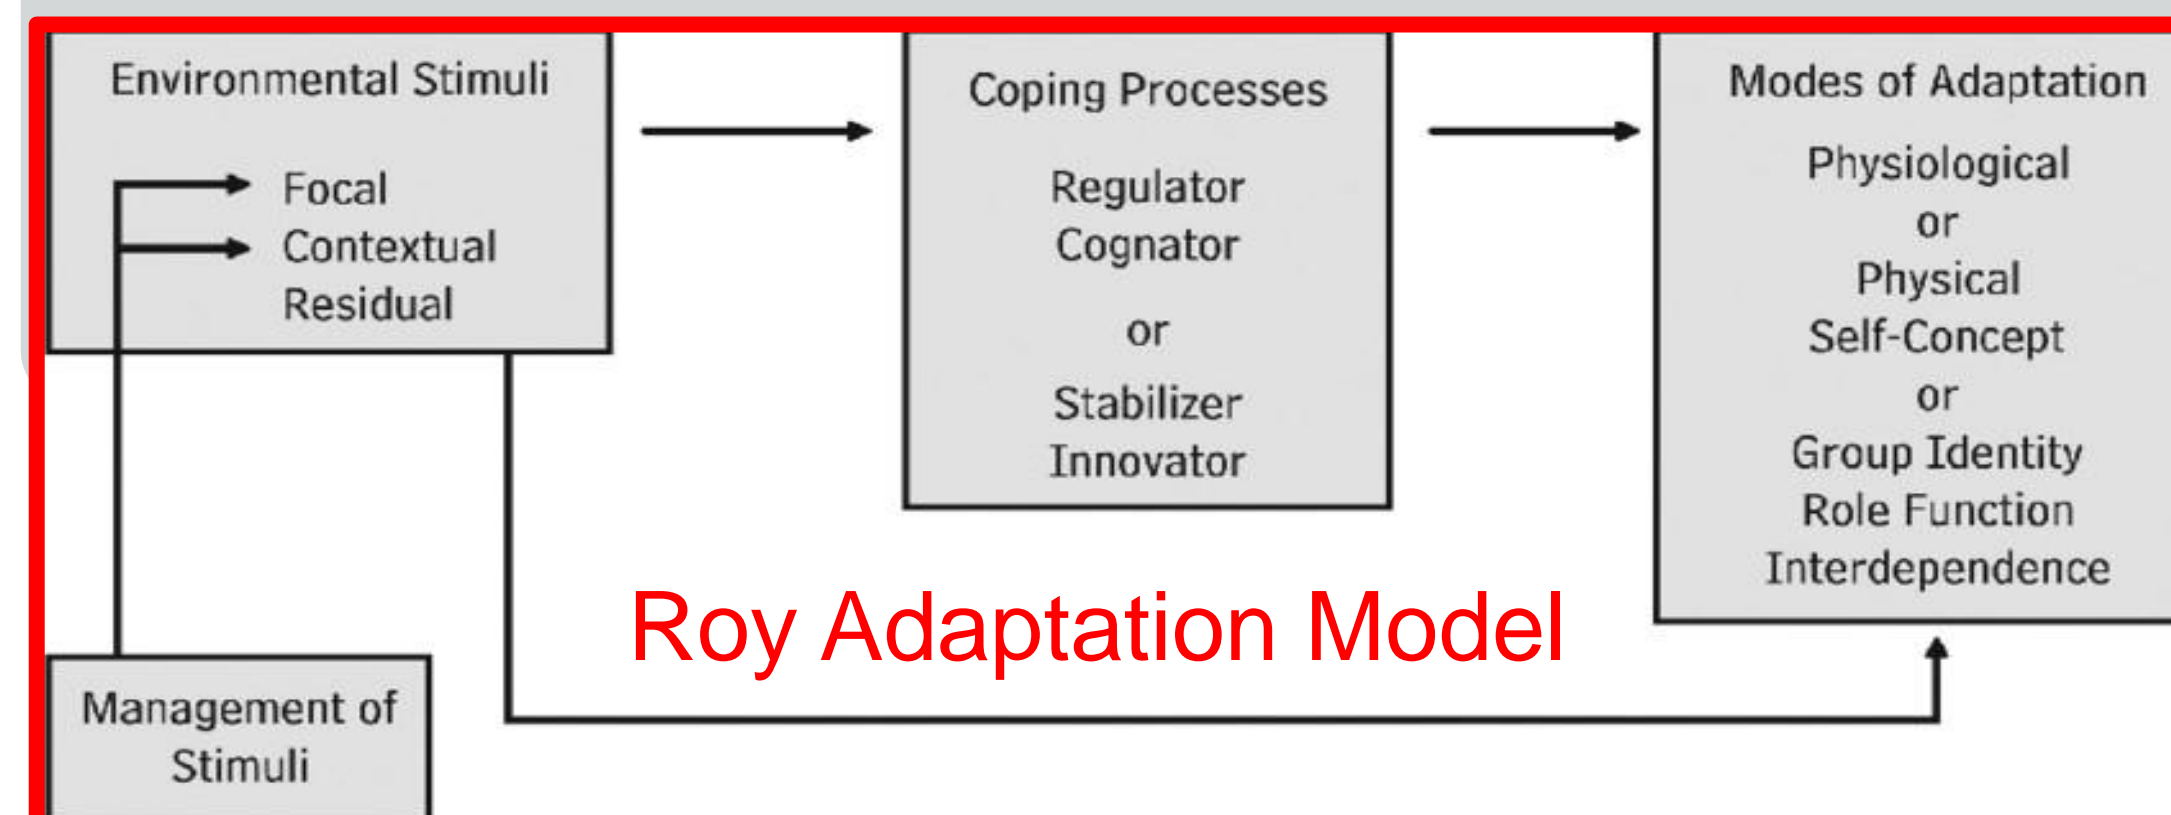 Environmental Stimuli
Focal
Contextual
Residual
Coping Processes
Regulator
Cognator
or
Stabilizer
Innovator
Modes of Adaptation
Physiological
or
Physical
Self-Concept
or
Group Identity
Role Function
Interdependence
Roy Adaptation Model
Management of
Stimuli